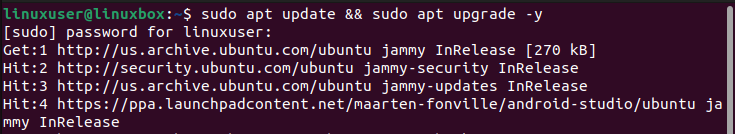 linuxuser@linuxbox:~$ sudo apt update && sudo apt upgrade -y
[sudo] password for linuxuser:
Get:1 http://us.archive.ubuntu.com/ubuntu jammy InRelease [270 kB]
Hit:2 http://security.ubuntu.com/ubuntu jammy-security InRelease
Hit:3 http://us.archive.ubuntu.com/ubuntu jammy-updates InRelease
Hit:4 https://ppa.launchpadcontent.net/maarten-fonville/android-studio/ubuntu ja
mmy InRelease